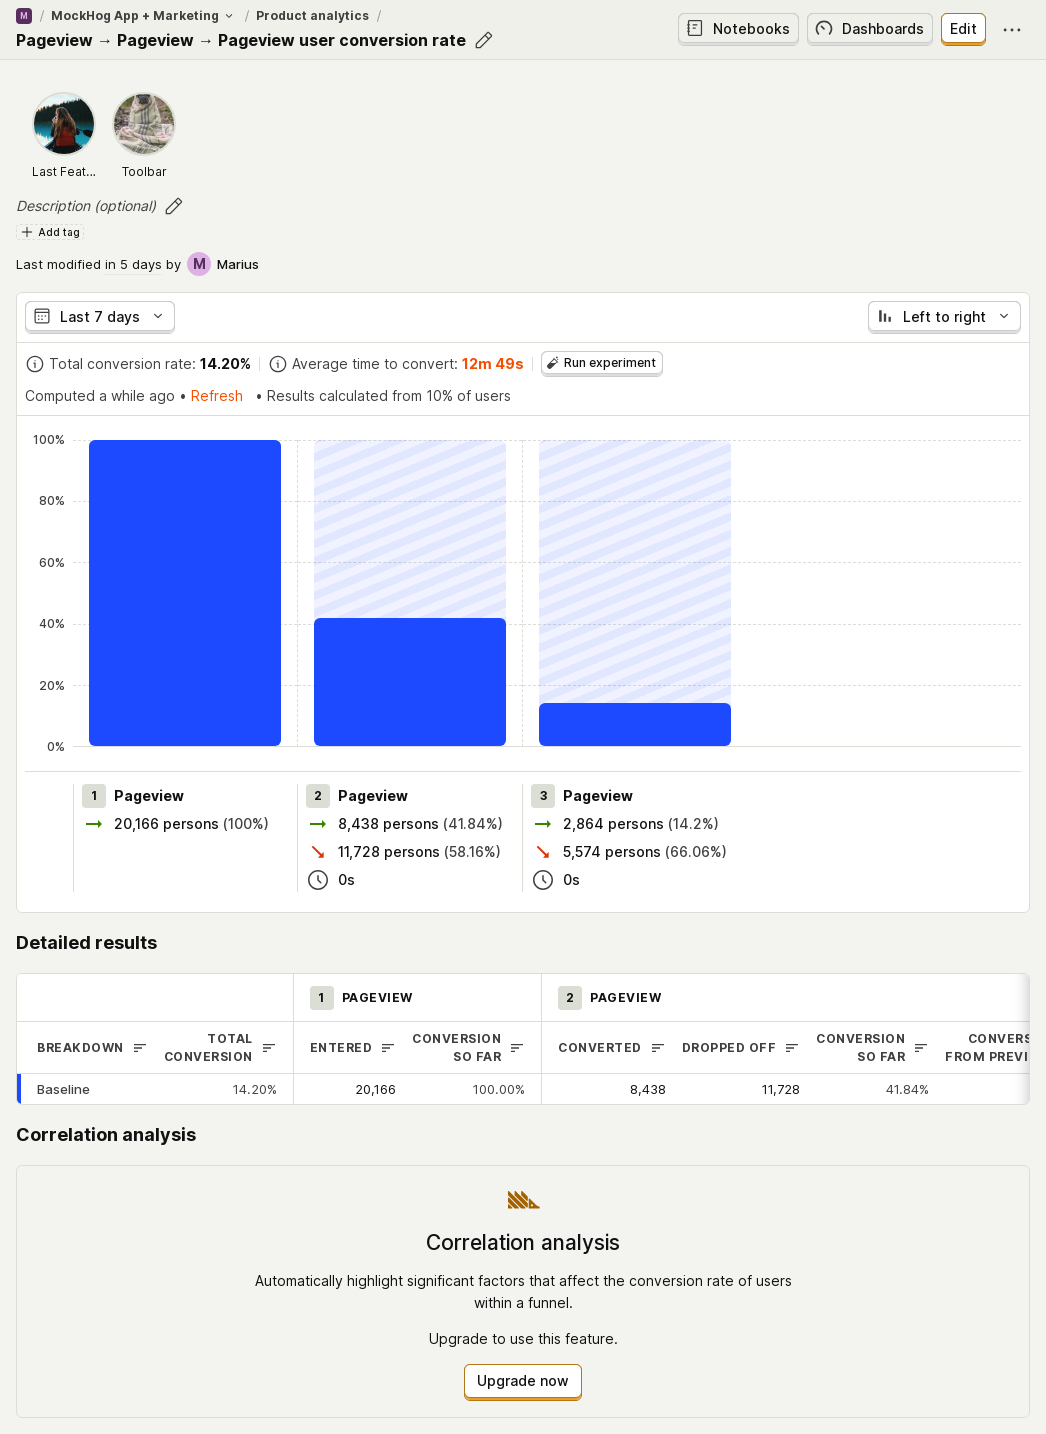 M / MockHog App + Marketing / Product analytics /
Pageview → Pageview → Pageview user conversion rate
Notebooks
Dashboards
Edit
Last Feat...
Toolbar
Description (optional)
Add tag
Last modified in 5 days by M Marius
Last 7 days
Left to right
Total conversion rate: 14.20%
Average time to convert: 12m 49s
Run experiment
Computed a while ago • Refresh • Results calculated from 10% of users
100%
80%
60%
40%
20%
0%
1 Pageview
20,166 persons (100%)
2 Pageview
8,438 persons (41.84%)
11,728 persons (58.16%)
0s
3 Pageview
2,864 persons (14.2%)
5,574 persons (66.06%)
0s
Detailed results
1 PAGEVIEW
2 PAGEVIEW
BREAKDOWN
TOTAL
CONVERSION
ENTERED
CONVERSION
SO FAR
CONVERTED
DROPPED OFF
CONVERSION
SO FAR
CONVERS
FROM PREVI
Baseline 14.20% 20,166 100.00% 8,438 11,728 41.84%
Correlation analysis
Correlation analysis
Automatically highlight significant factors that affect the conversion rate of users
within a funnel.
Upgrade to use this feature.
Upgrade now